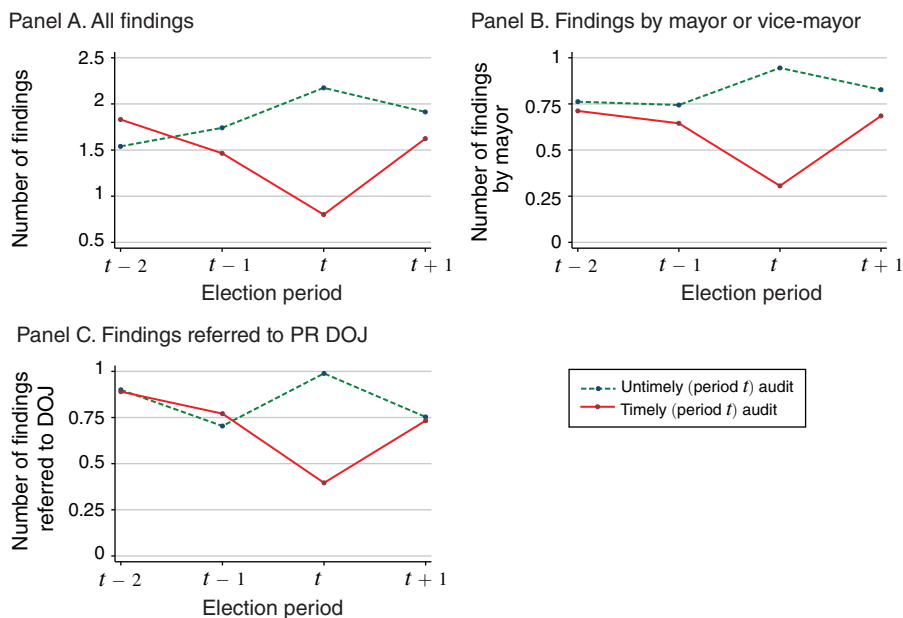 Panel A. All findings
Number of findings
2.5
2
1.5
1
0.5
t − 2
t − 1
t
t + 1
Election period
Panel B. Findings by mayor or vice-mayor
Number of findings
by mayor
1
0.75
0.5
0.25
0
t − 2
t − 1
t
t + 1
Election period
Panel C. Findings referred to PR DOJ
Number of findings
referred to DOJ
1
0.75
0.5
0.25
0
t − 2
t − 1
t
t + 1
Election period
Untimely (period t) audit
Timely (period t) audit